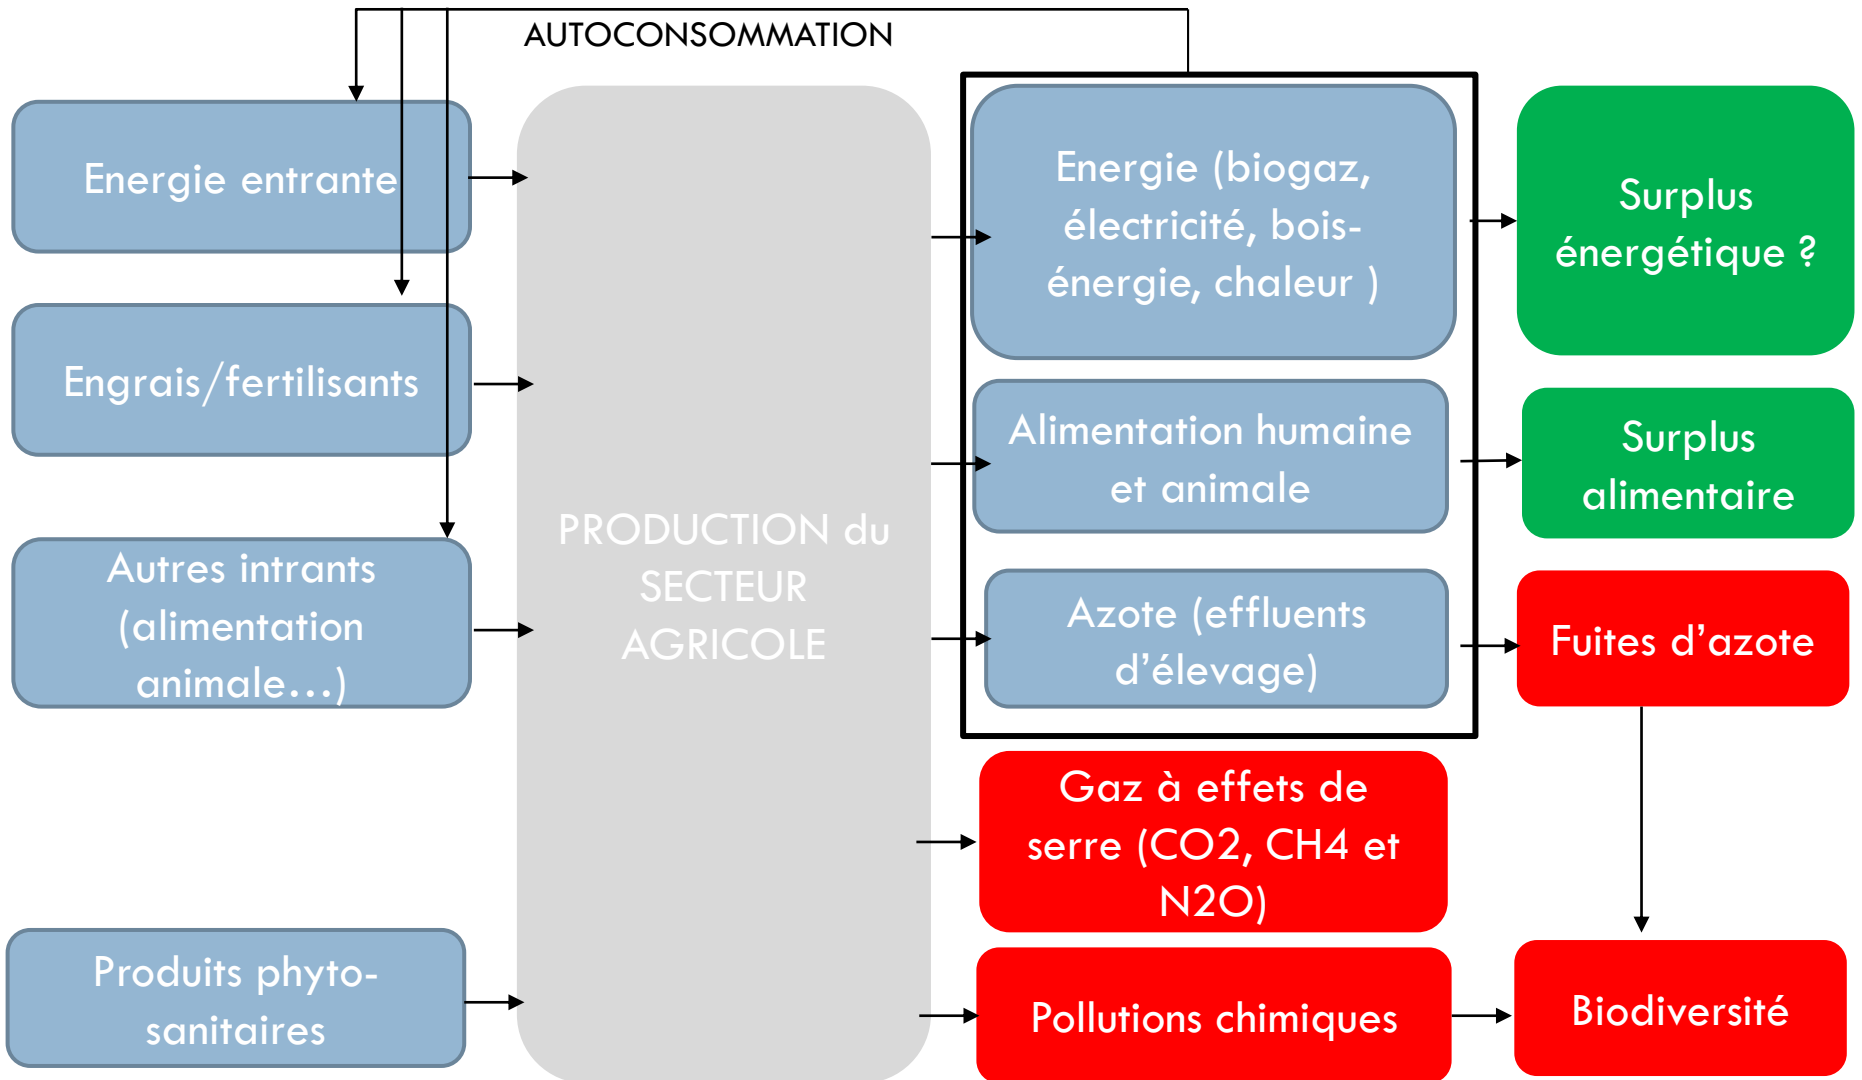 AUTOCONSOMMATION
Energie entrante
Engrais/fertilisants
Autres intrants
(alimentation
animale...)
Produits phyto-
sanitaires
PRODUCTION du
SECTEUR
AGRICOLE
Energie (biogaz,
électricité, bois-
énergie, chaleur )
Alimentation humaine
et animale
Azote (effluents
d'élevage)
Gaz à effets de
serre (CO2, CH4 et
N2O)
Pollutions chimiques
Surplus
énergétique ?
Surplus
alimentaire
Fuites d'azote
Biodiversité